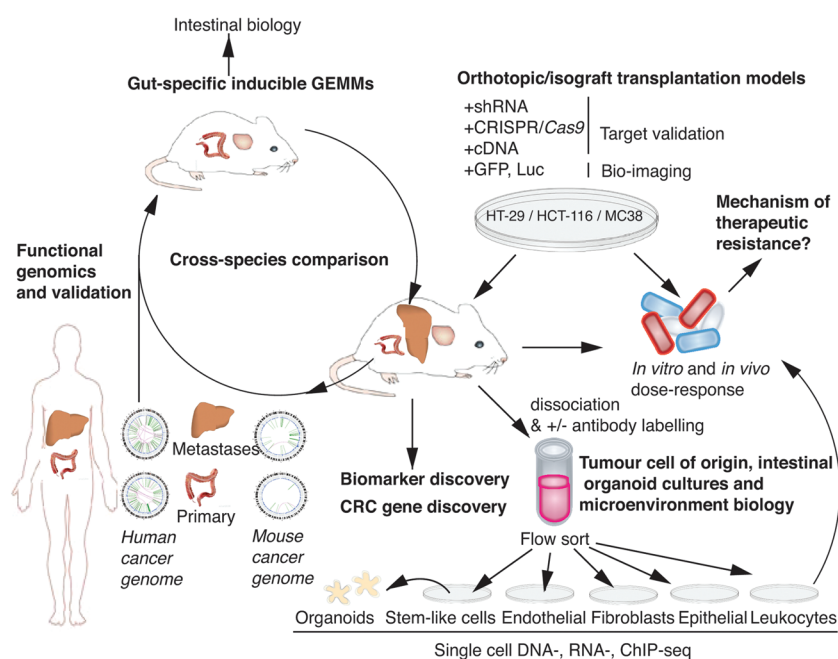 Intestinal biology
Gut-specific inducible GEMMs
Orthotopic/isograft transplantation models
+shRNA
+CRISPR/Cas9
+cDNA
+GFP, Luc
Target validation
Bio-imaging
HT-29 / HCT-116 / MC38
Mechanism of
therapeutic
resistance?
Functional
genomics
and validation
Cross-species comparison
In vitro and in vivo
dose-response
dissociation
& +/- antibody labelling
Metastases
Primary
Human
cancer
genome
Mouse
cancer
genome
Biomarker discovery
CRC gene discovery
Tumour cell of origin, intestinal
organoid cultures and
microenvironment biology
Flow sort
Organoids Stem-like cells Endothelial Fibroblasts Epithelial Leukocytes
Single cell DNA-, RNA-, ChIP-seq